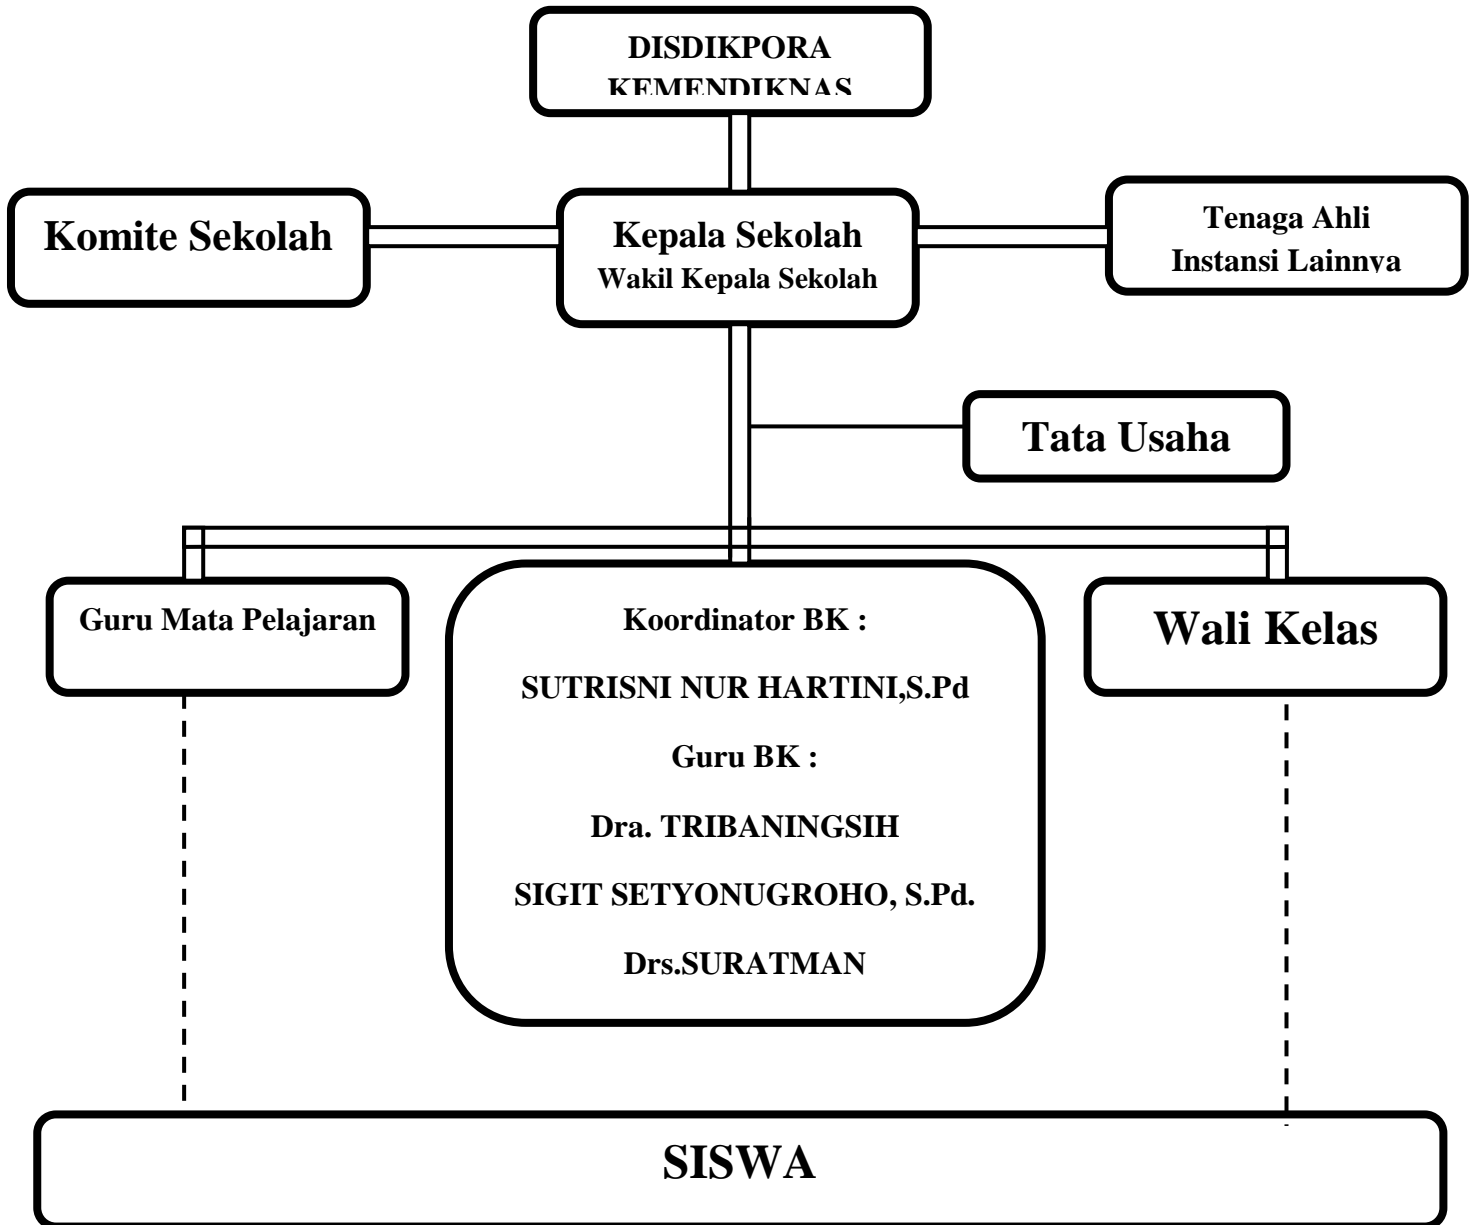 DISDIKPORA
KEMENDIKNAS
Komite Sekolah
Kepala Sekolah
Wakil Kepala Sekolah
Tenaga Ahli
Instansi Lainnya
Tata Usaha
Guru Mata Pelajaran
Koordinator BK :
SUTRISNI NUR HARTINI,S.Pd
Guru BK :
Dra. TRIBANINGSIH
SIGIT SETYONUGROHO, S.Pd.
Drs.SURATMAN
Wali Kelas
SISWA